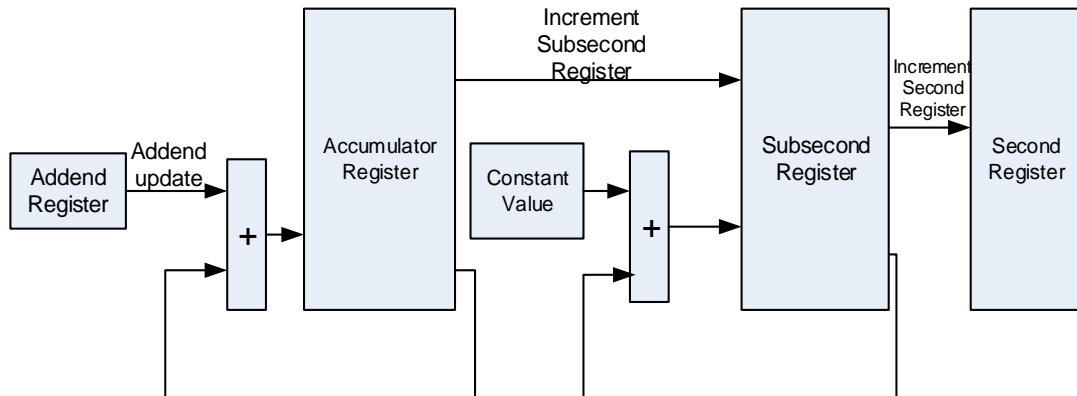 Addend
Register
Addend
update
+
Accumulator
Register
Increment
Subsecond
Register
Constant
Value
+
Subsecond
Register
Increment
Second
Register
Second
Register